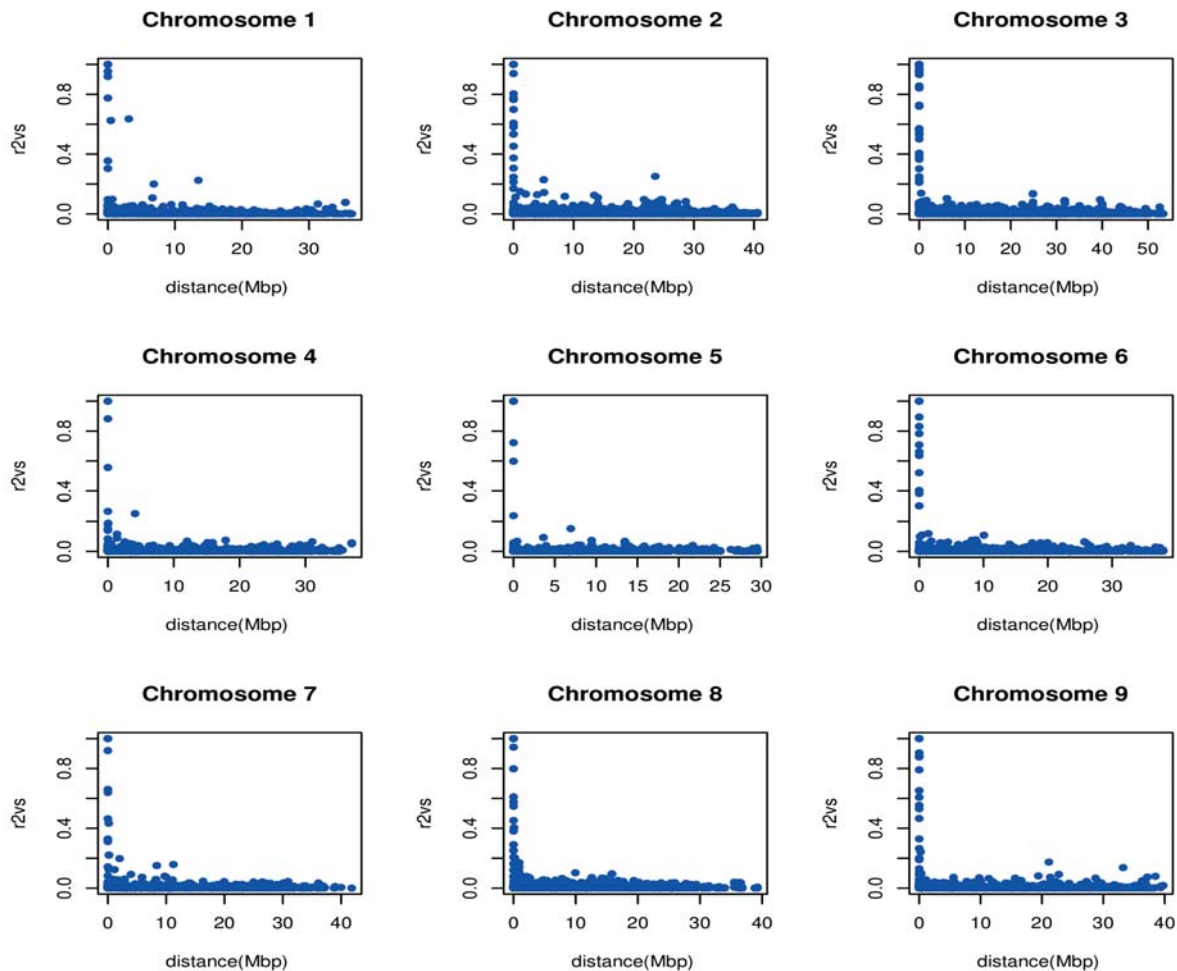 Chromosome 1
Chromosome 2
Chromosome 3
r2vs
0.0 0.4 0.8
0 10 20 30
distance(Mbp)
r2vs
0.0 0.4 0.8
0 10 20 30 40
distance(Mbp)
r2vs
0.0 0.4 0.8
0 10 20 30 40 50
distance(Mbp)
Chromosome 4
Chromosome 5
Chromosome 6
r2vs
0.0 0.4 0.8
0 10 20 30
distance(Mbp)
r2vs
0.0 0.4 0.8
0 5 10 15 20 25 30
distance(Mbp)
r2vs
0.0 0.4 0.8
0 10 20 30
distance(Mbp)
Chromosome 7
Chromosome 8
Chromosome 9
r2vs
0.0 0.4 0.8
0 10 20 30 40
distance(Mbp)
r2vs
0.0 0.4 0.8
0 10 20 30 40
distance(Mbp)
r2vs
0.0 0.4 0.8
0 10 20 30 40
distance(Mbp)